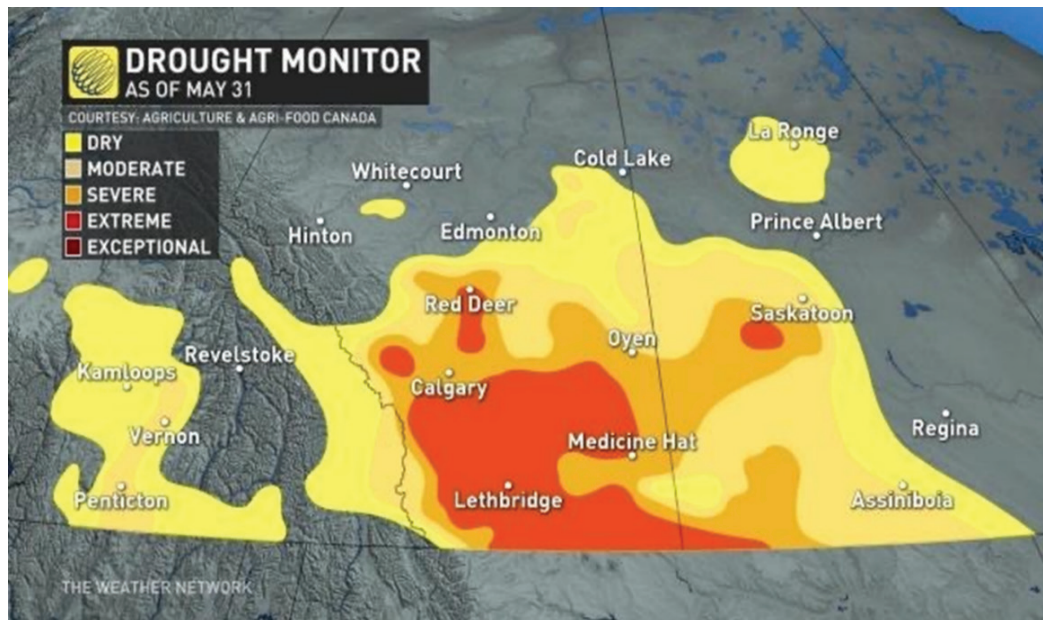 DROUGHT MONITOR
AS OF MAY 31
COURTESY: AGRICULTURE & AGRI-FOOD CANADA
DRY
MODERATE
SEVERE
EXTREME
EXCEPTIONAL
La Ronge
Cold Lake
Whitecourt
Prince Albert
Hinton
Edmonton
Red Deer
Saskatoon
Oyen
Revelstoke
Kamloops
Calgary
Regina
Vernon
Medicine Hat
Penticton
Lethbridge
Assiniboia
THE WEATHER NETWORK